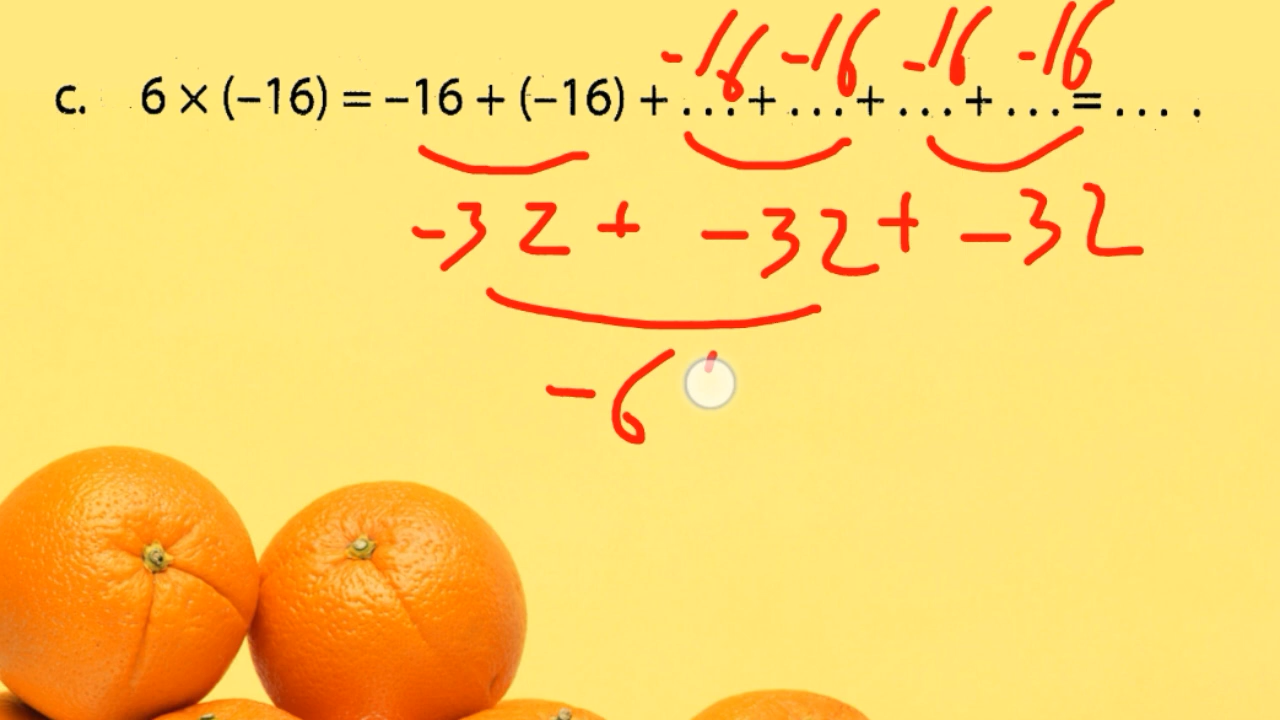 -16 -16 -16 -16
c. 6 × (–16) = –16 + (–16) + ... + ... + ... + ... = ... .
-32 + -32 + -32
-6